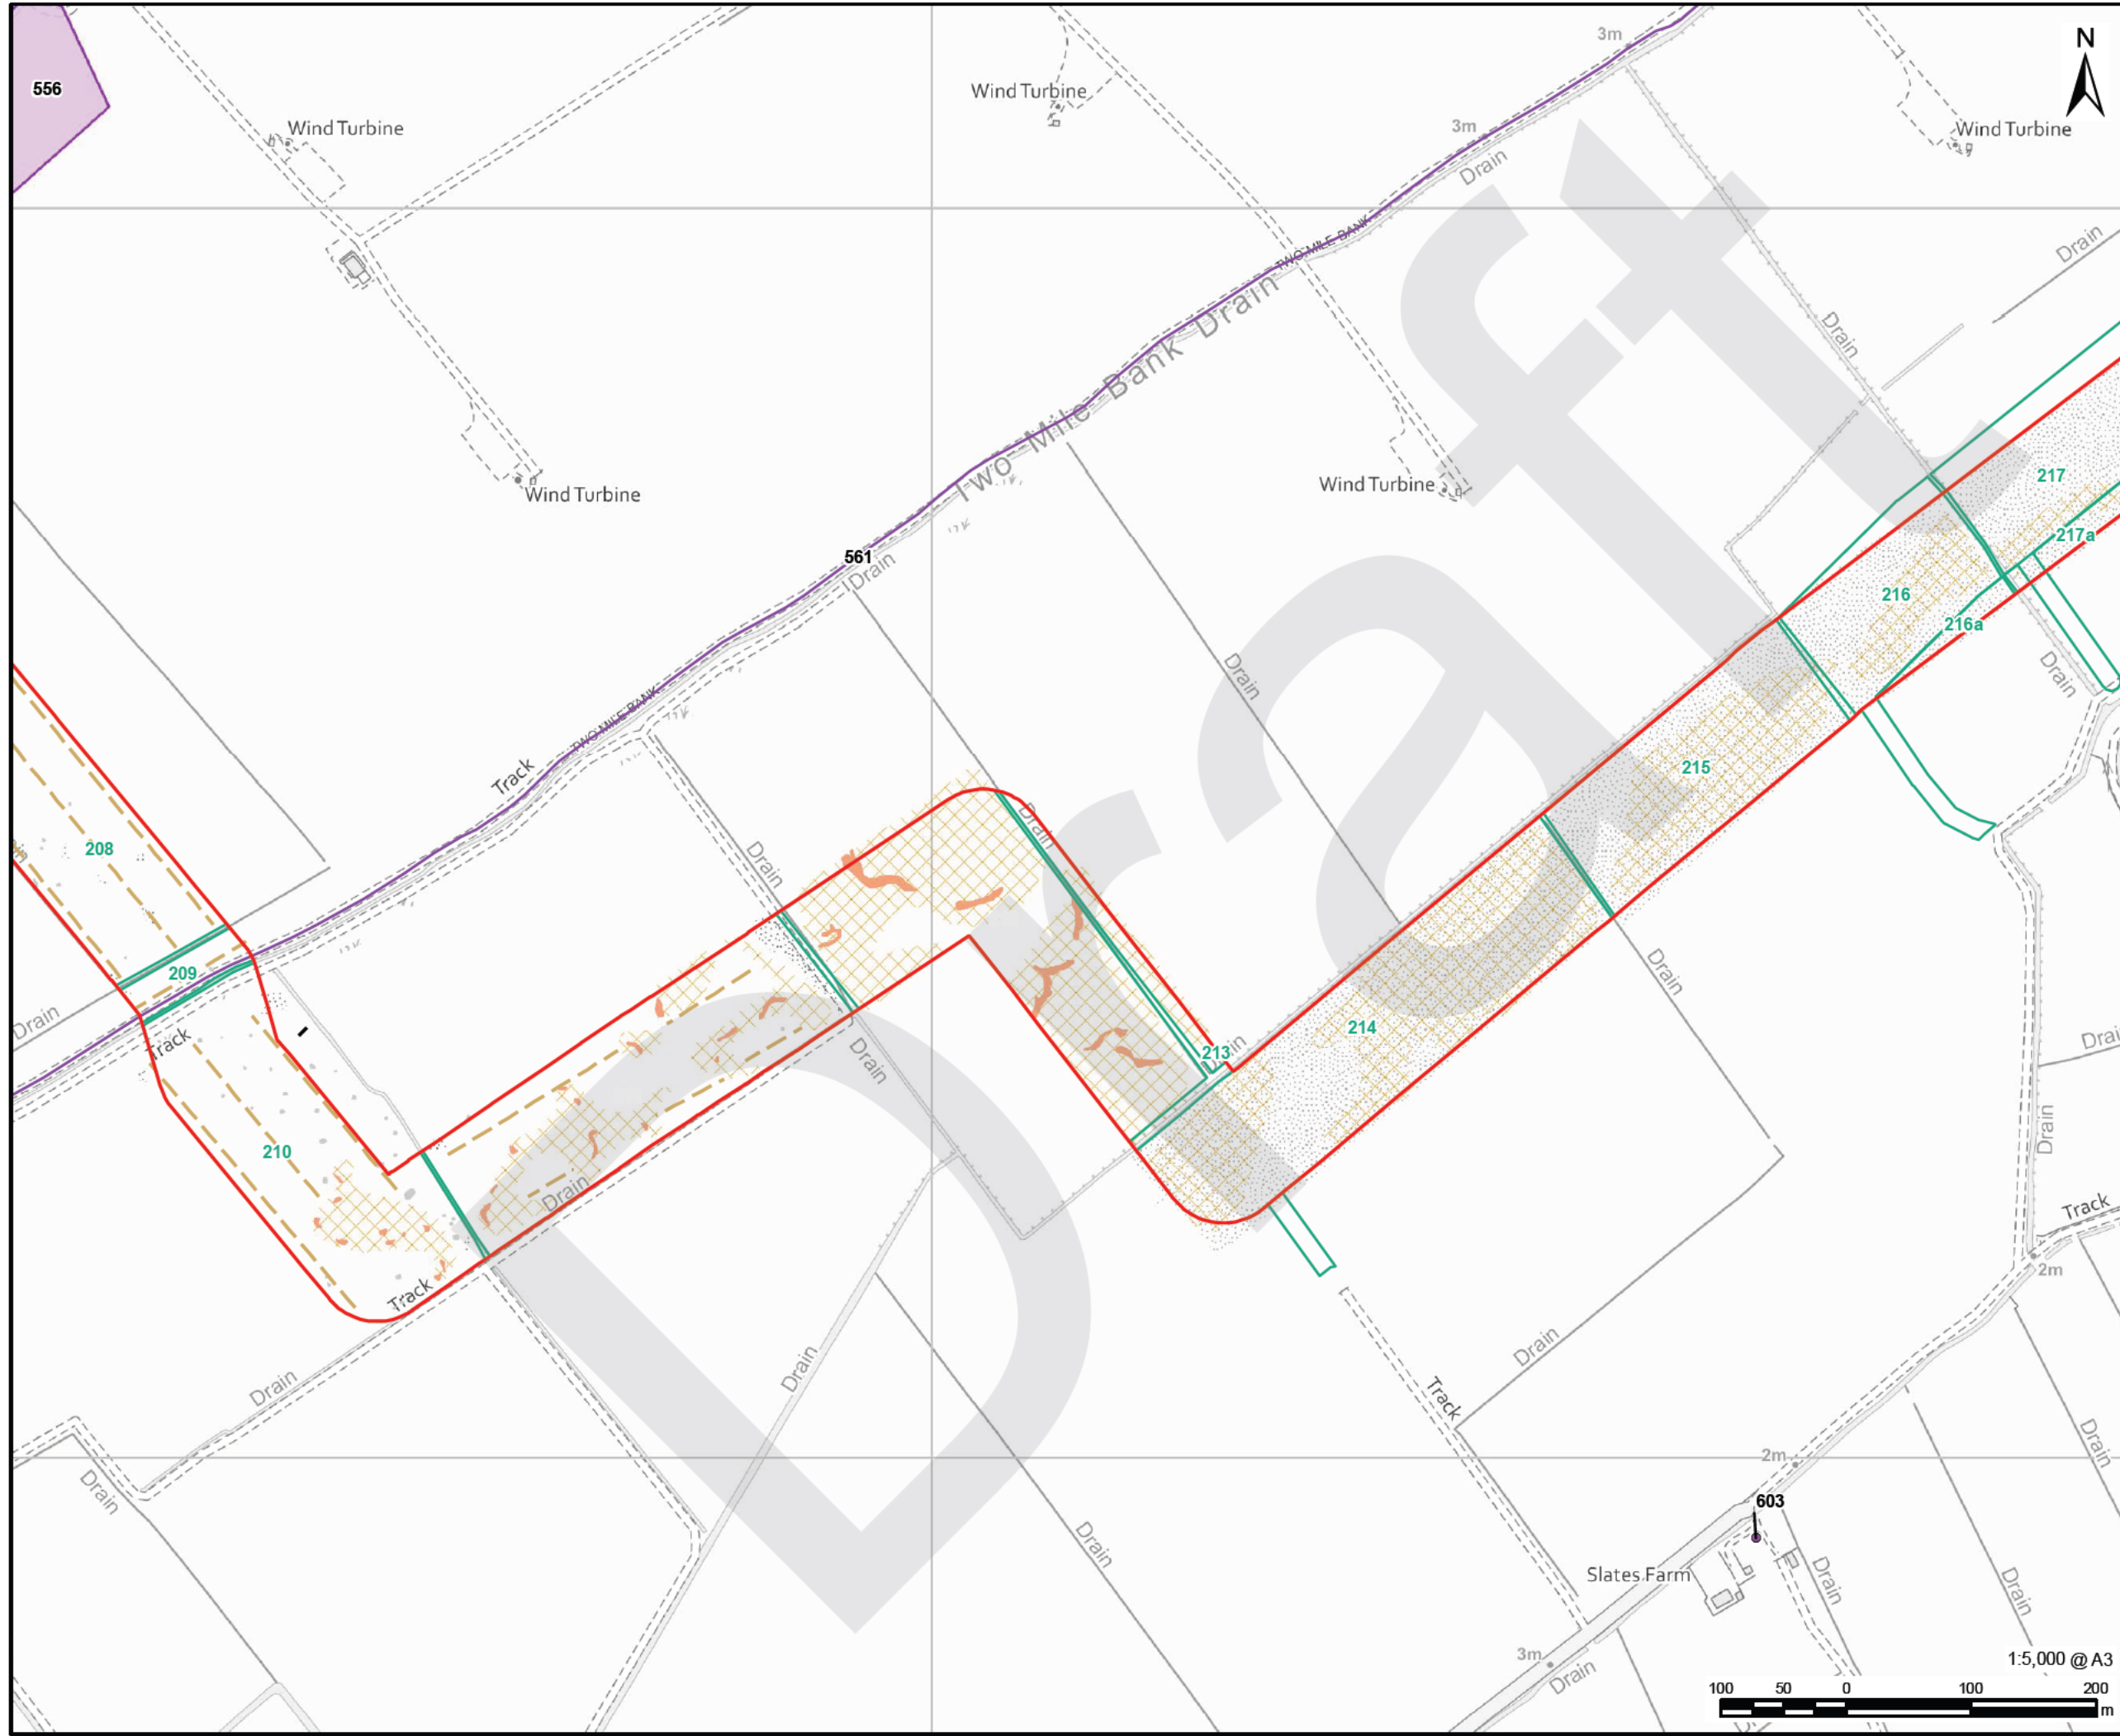 N
3m
556
Wind Turbine
Wind Turbine
3m
Wind Turbine
Wind Turbine
Drain
TWO MILE BANK
Drain
Two Mile Bank Drain
Drain
217
Wind Turbine
Wind Turbine
217a
561
Drain
216
216a
Drain
Drain
TWO MILE BANK
215
Track
Drain
Drain
208
209
Drain
Drain
214
Track
213
Drain
Drain
Drain
Drain
210
Drain
Track
Track
2m
Drain
Drain
Drain
Track
Drain
Drain
2m
603
Drain
Slates Farm
Drain
Drain
3m
Drain
1:5,000 @ A3
100 50 0 100 200
m
Draft